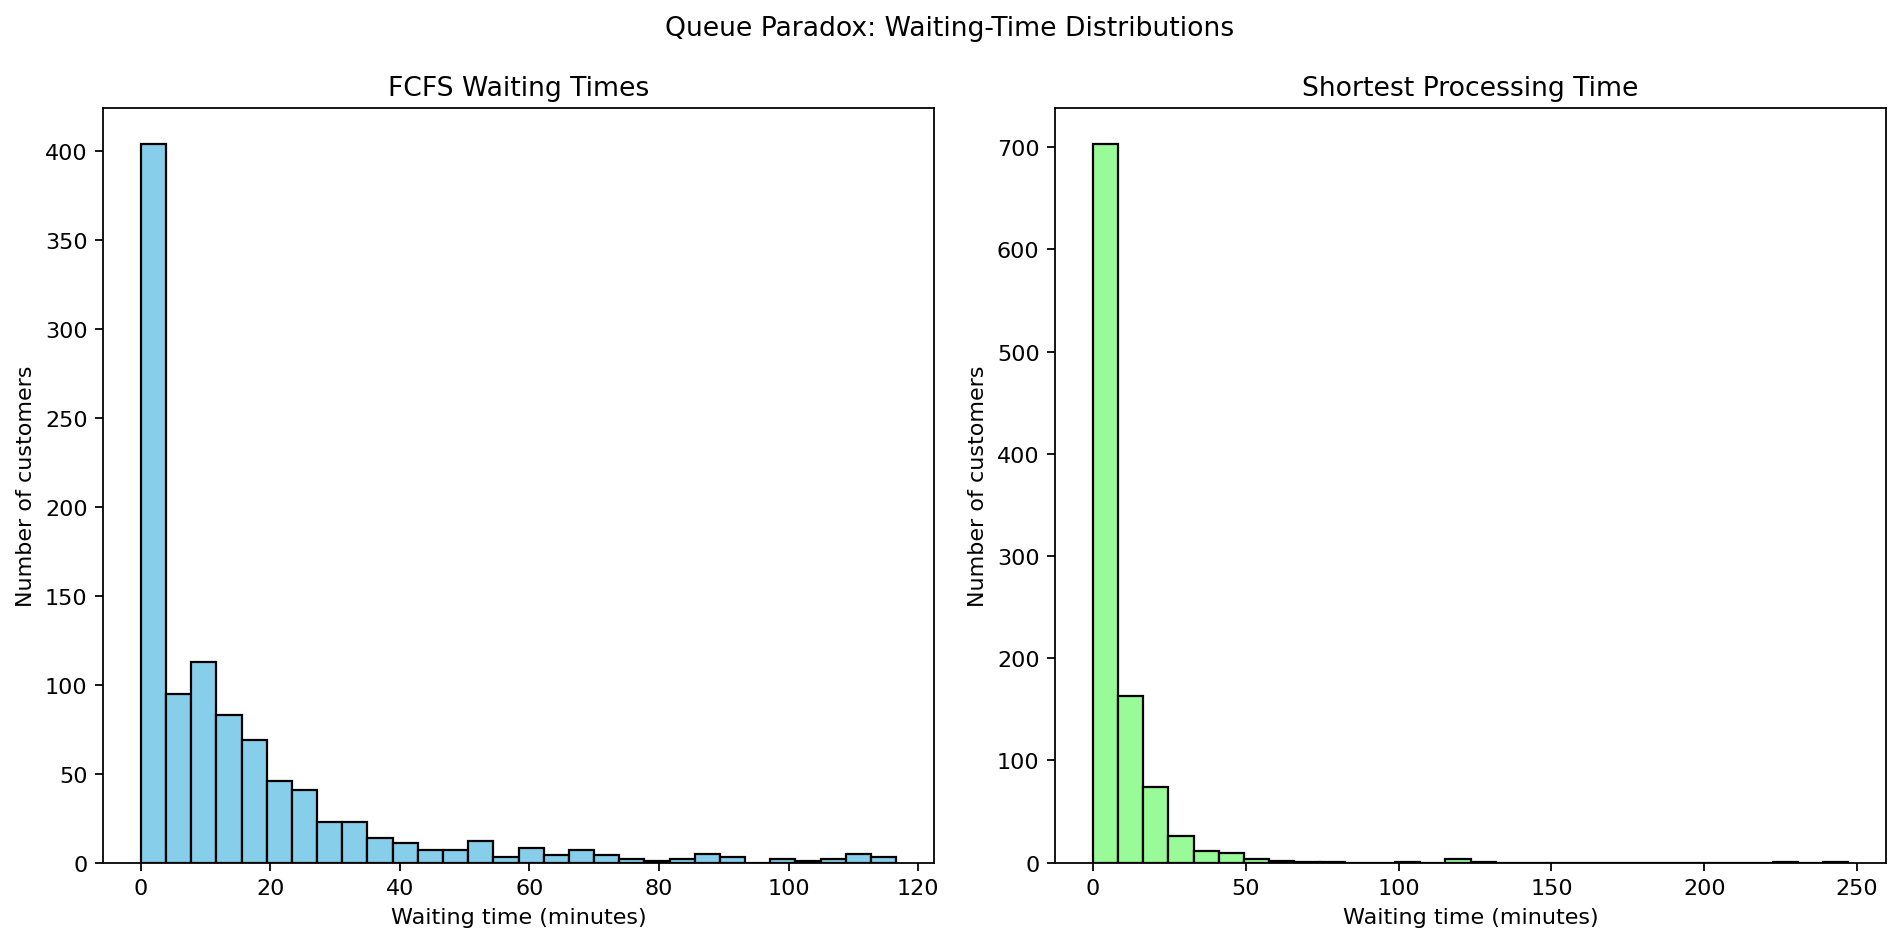 Queue Paradox: Waiting-Time Distributions
FCFS Waiting Times
Number of customers
400
350
300
250
200
150
100
50
0
0 20 40 60 80 100 120
Waiting time (minutes)
Shortest Processing Time
Number of customers
700
600
500
400
300
200
100
0
0 50 100 150 200 250
Waiting time (minutes)